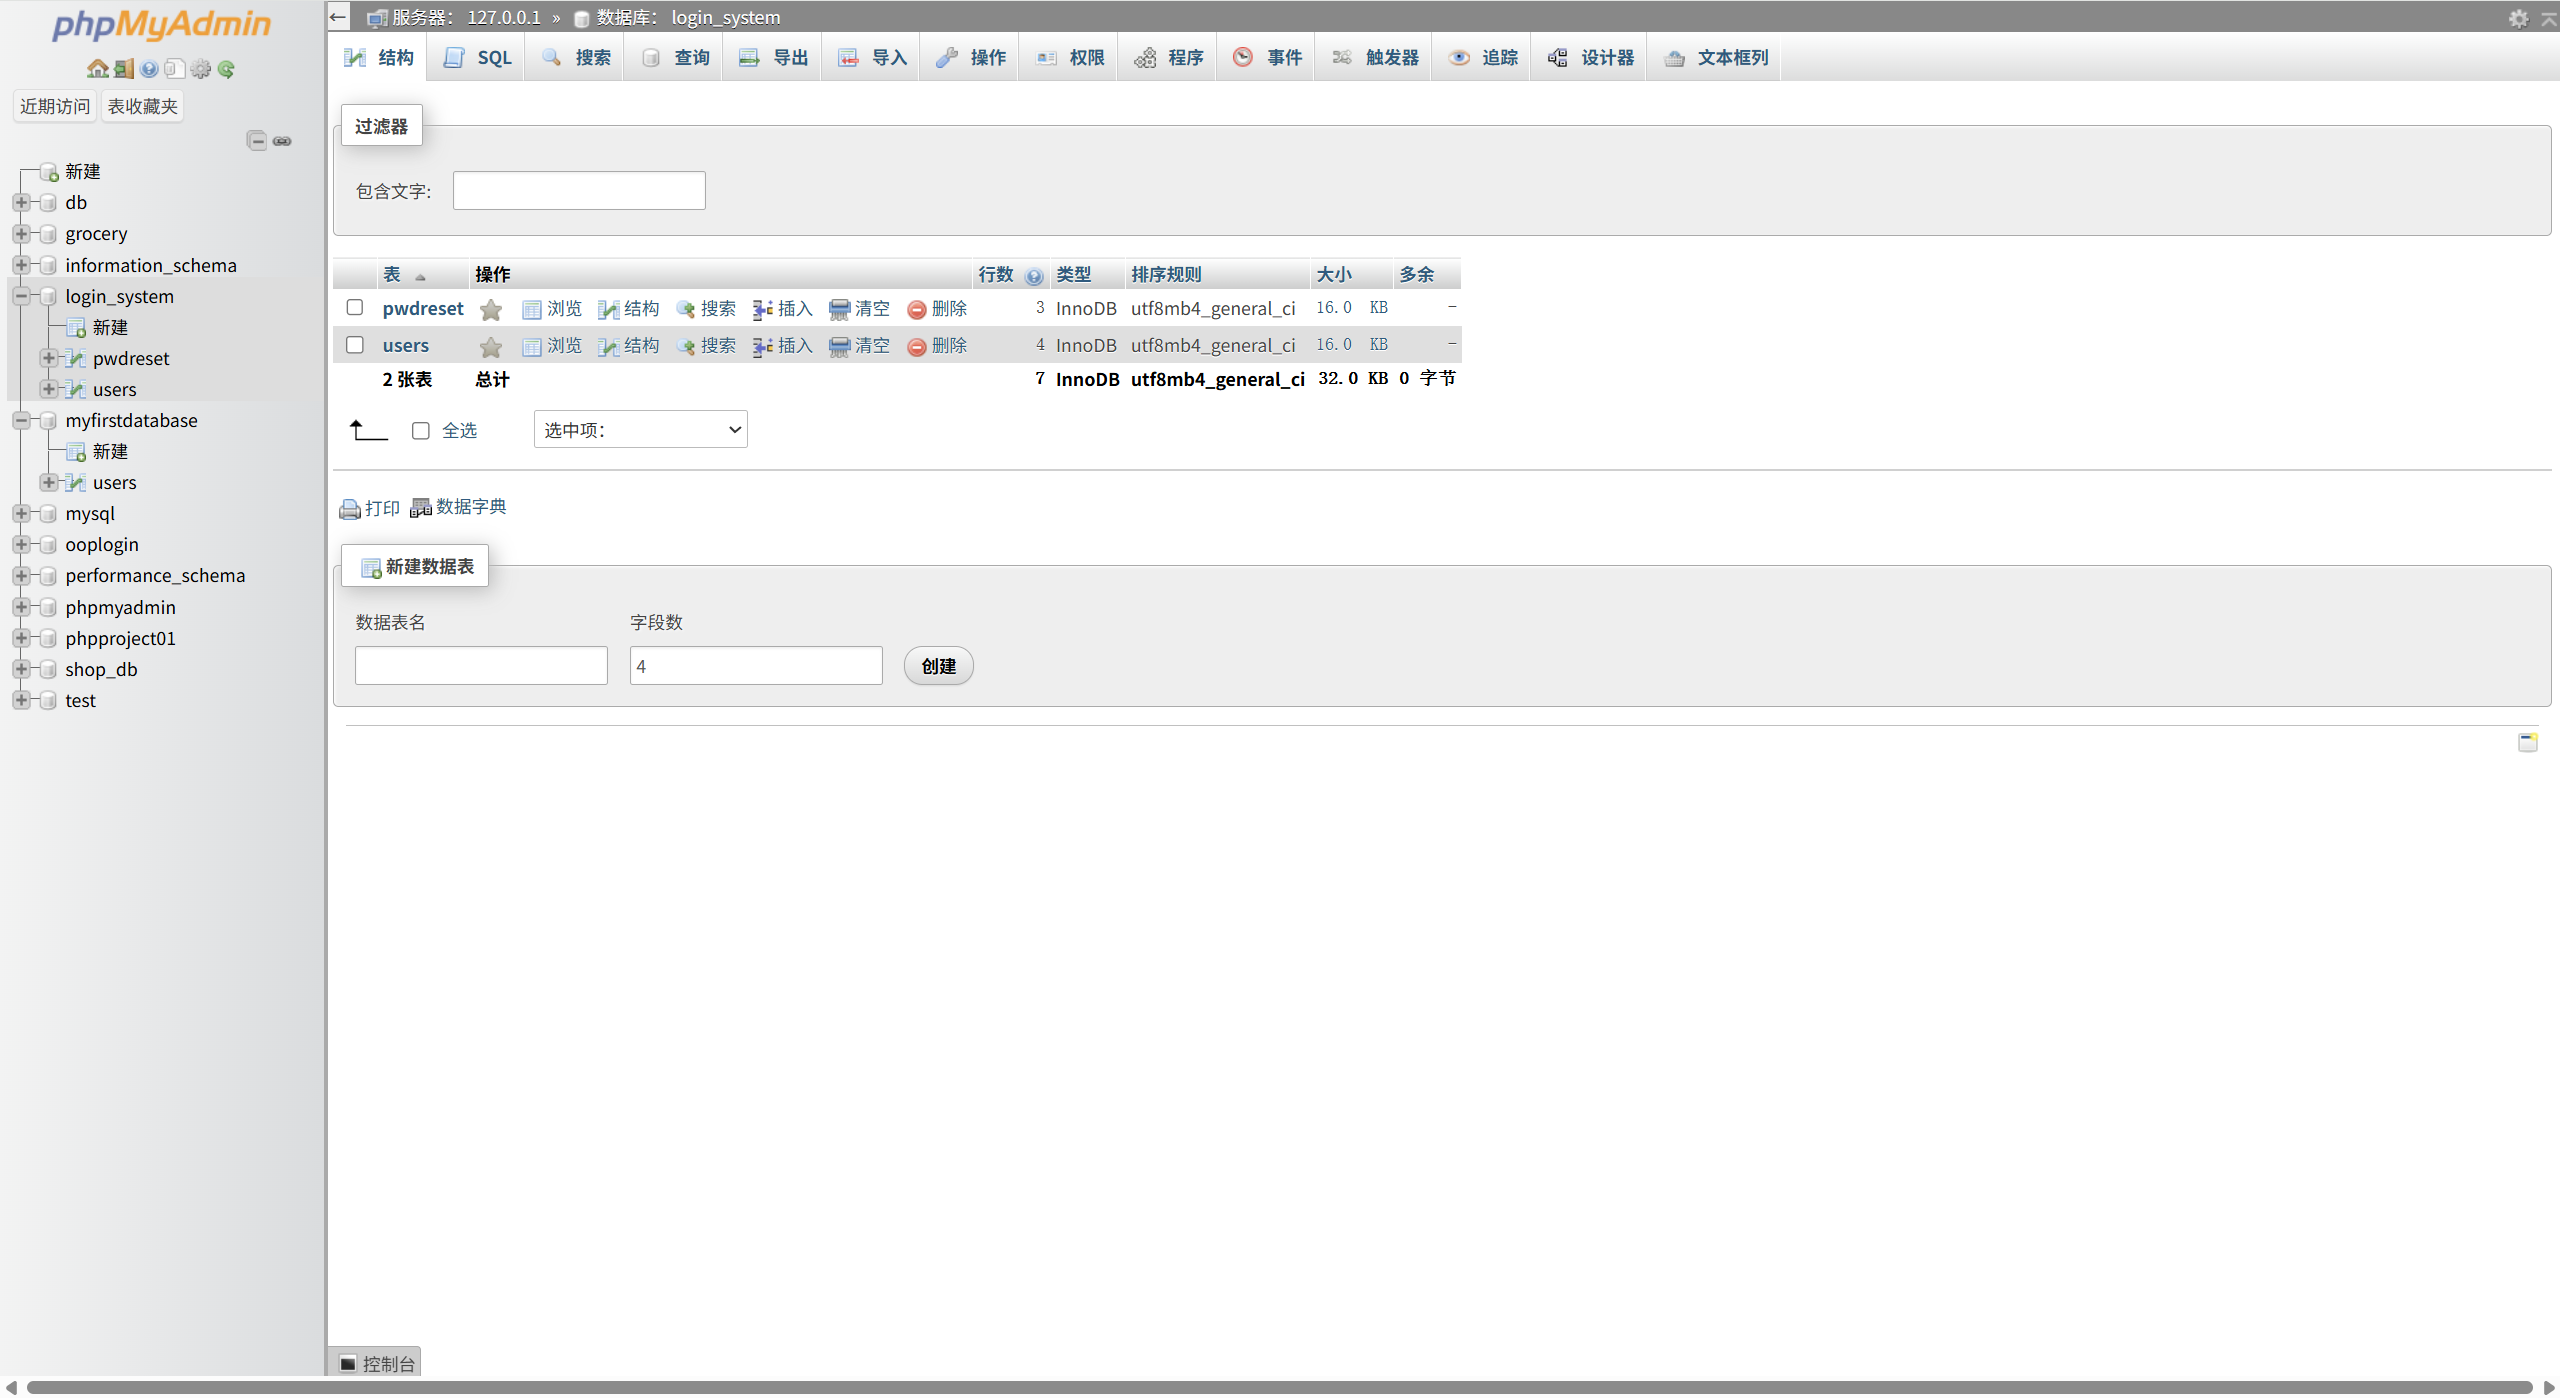 phpMyAdmin
近期访问 表收藏夹
新建
db
grocery
information_schema
login_system
新建
pwdreset
users
myfirstdatabase
新建
users
mysql
ooplogin
performance_schema
phpmyadmin
phpproject01
shop_db
test
服务器: 127.0.0.1 » 数据库: login_system
结构 SQL 搜索 查询 导出 导入 操作 权限 程序 事件 触发器 追踪 设计器 文本框列
过滤器
包含文字:
表 操作 行数 类型 排序规则 大小 多余
pwdreset 浏览 结构 搜索 插入 清空 删除 3 InnoDB utf8mb4_general_ci 16.0 KB -
users 浏览 结构 搜索 插入 清空 删除 4 InnoDB utf8mb4_general_ci 16.0 KB -
2 张表 总计 7 InnoDB utf8mb4_general_ci 32.0 KB 0 字节
全选 选中项:
打印 数据字典
新建数据表
数据表名 字段数
4 创建
控制台